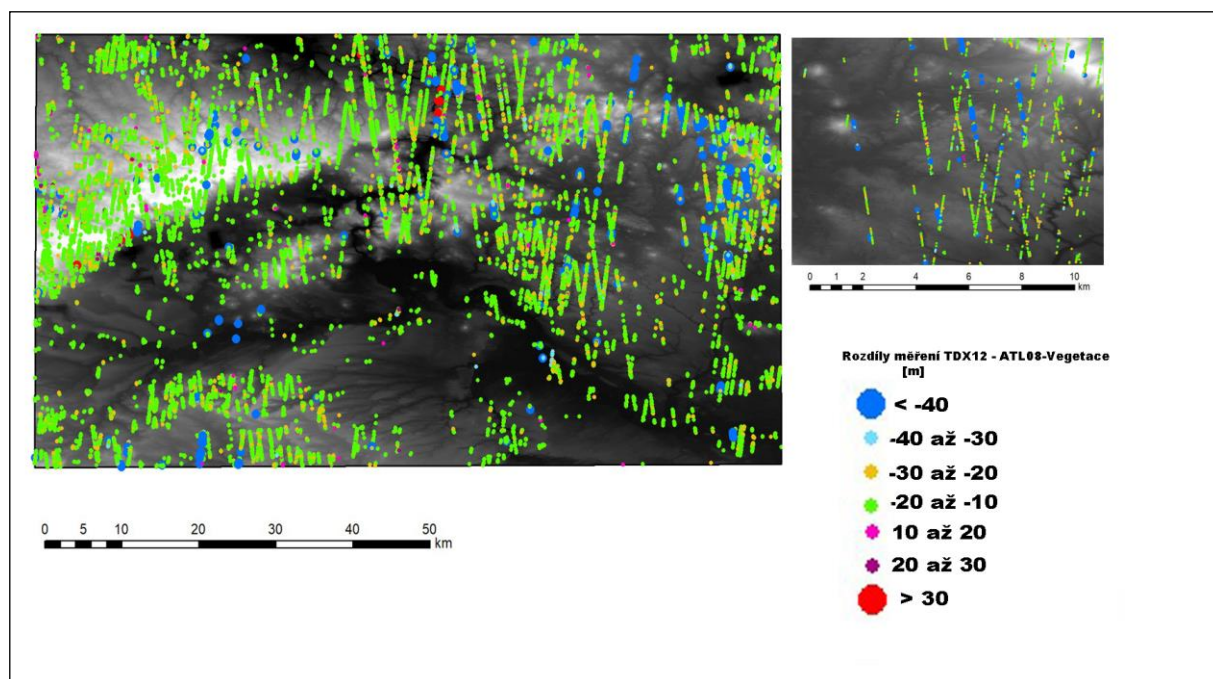 0 1 2 4 6 8 10
km
Rozdíly měření TDX12 - ATL08-Vegetace
[m]
< -40
-40 až -30
-30 až -20
-20 až -10
10 až 20
20 až 30
> 30
0 5 10 20 30 40 50
km